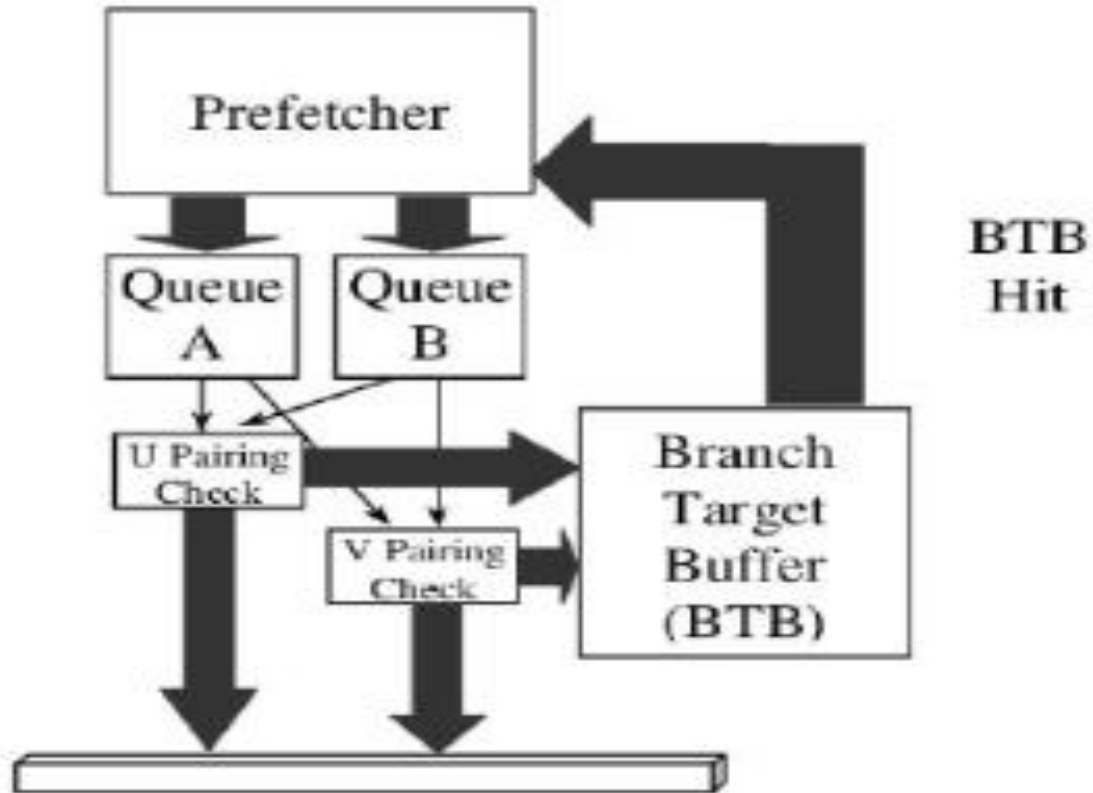 Prefetcher
Queue
A
Queue
B
BTB
Hit
U Pairing
Check
V Pairing
Check
Branch
Target
Buffer
(BTB)